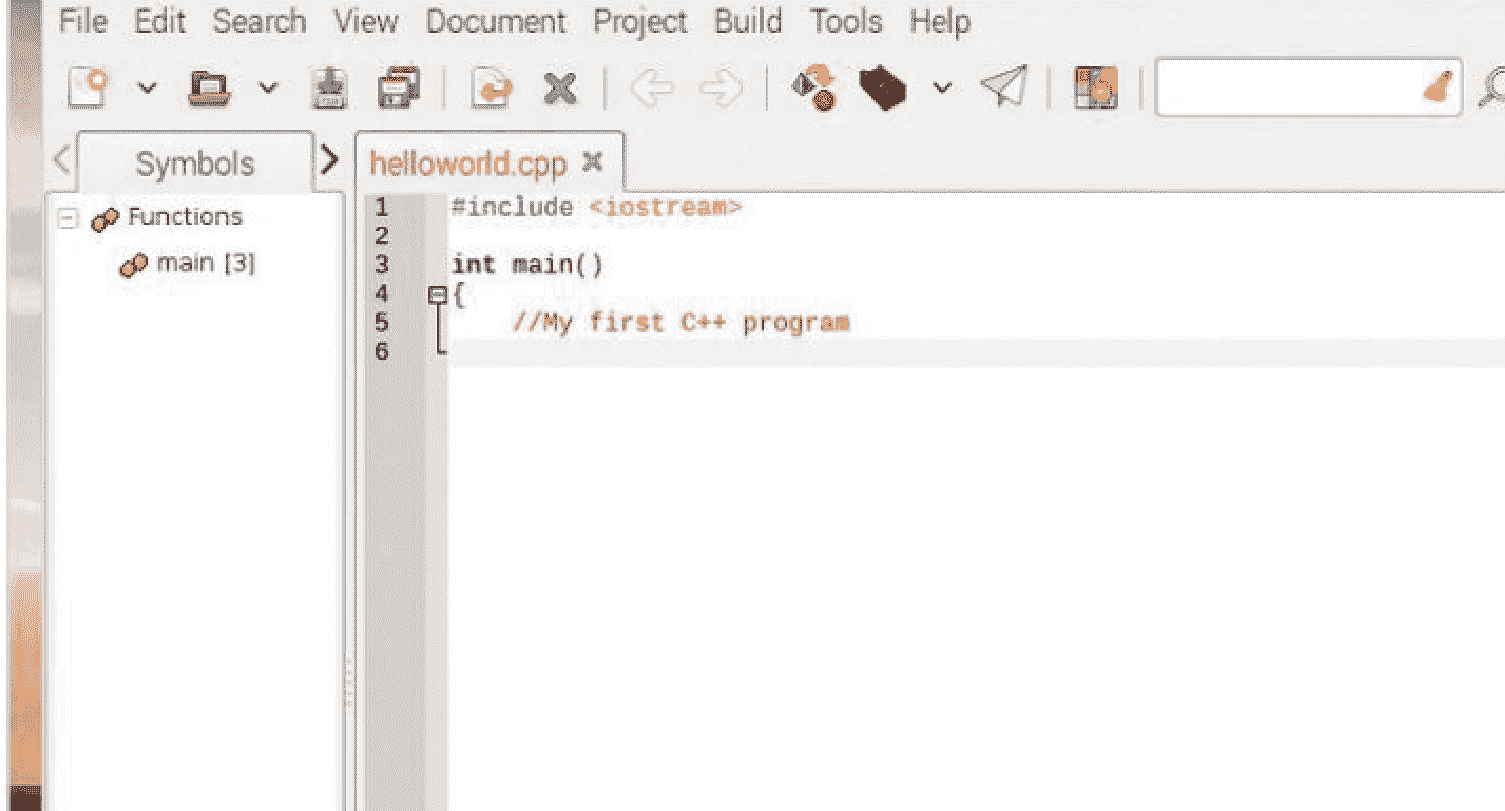 File Edit Search View Document Project Build Tools Help
Symbols
helloworld.cpp
Functions
main [3]
1 #include <iostream>
2
3 int main()
4 {
5 //My first C++ program
6